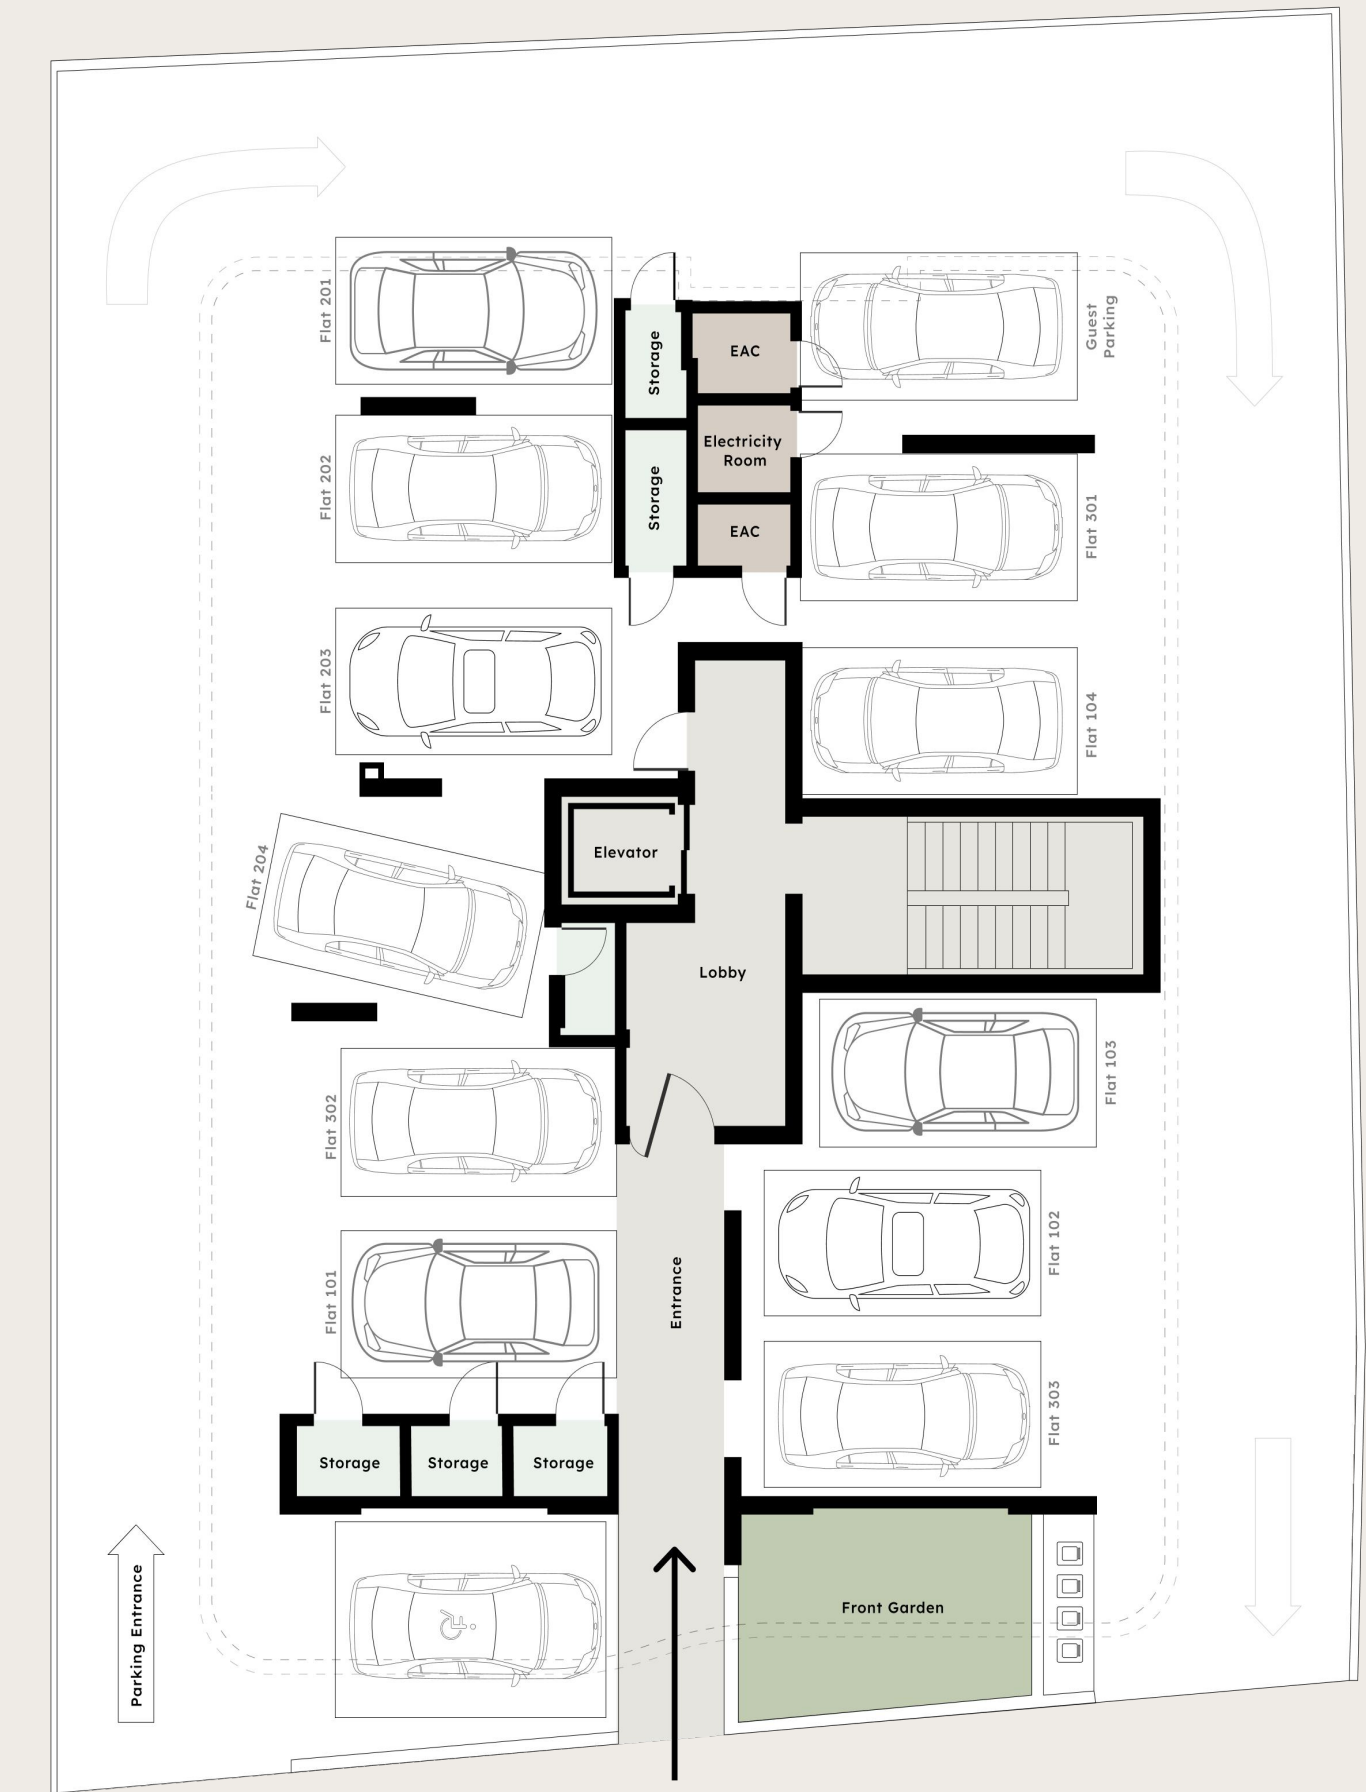 Flat 201
Storage
EAC
Guest
Parking
Flat 202
Storage
Electricity
Room
EAC
Flat 301
Flat 203
Flat 104
Flat 204
Elevator
Lobby
Flat 302
Flat 103
Flat 101
Entrance
Flat 102
Flat 303
Storage
Storage
Storage
Parking Entrance
Front Garden